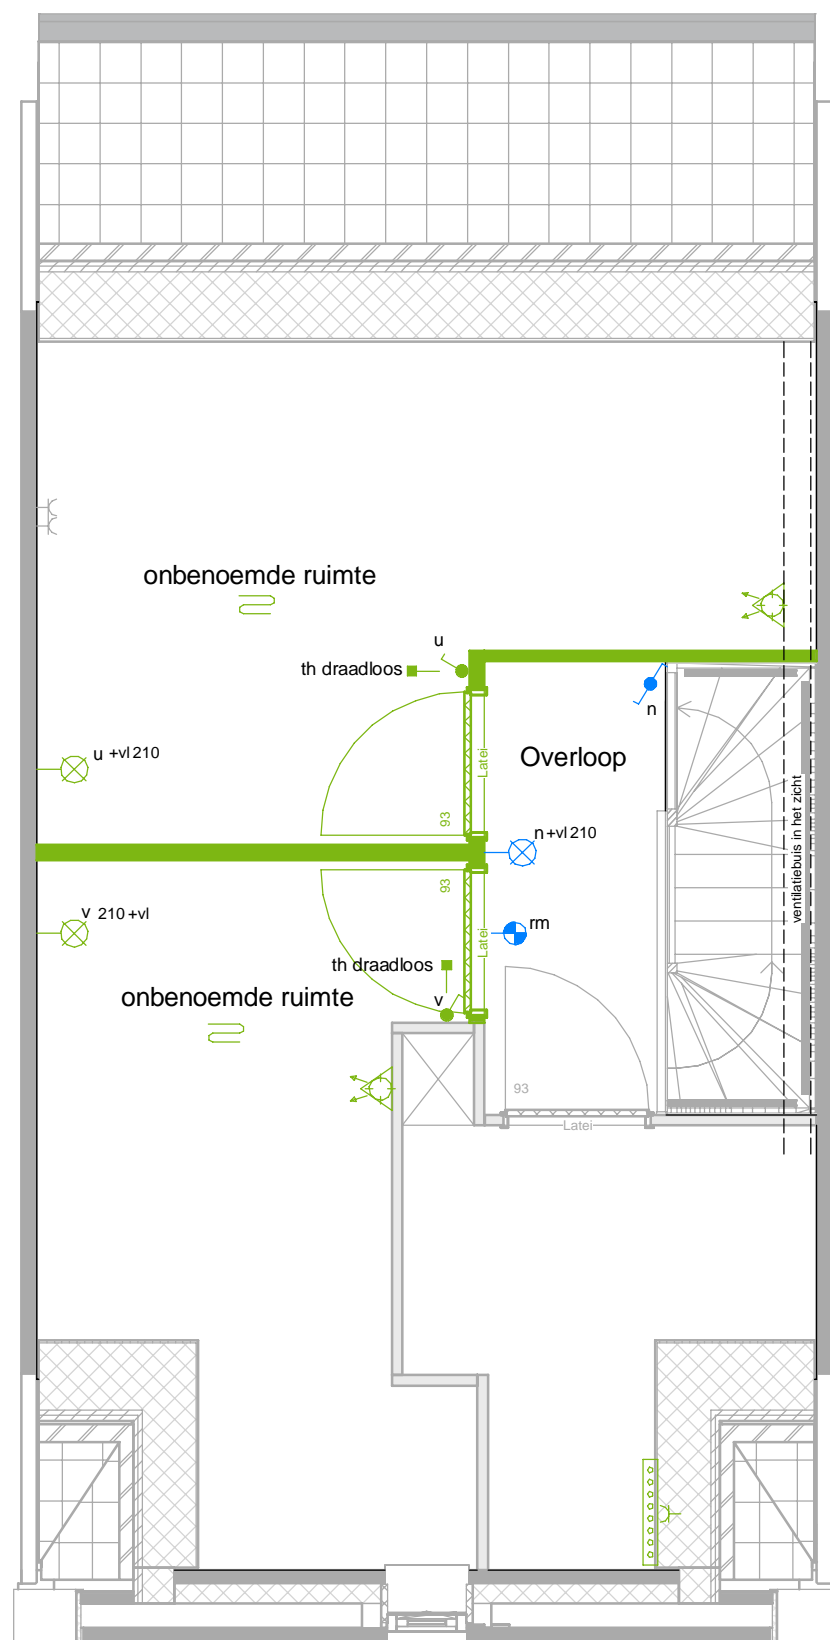 onbenoemde ruimte
u
th draadloos
n
u +vl 210
Latei
Overloop
93
n +vl 210
ventilatiebuis in het zicht
93
v 210 +vl
rm
Latei
th draadloos
onbenoemde ruimte
v
93
Latei